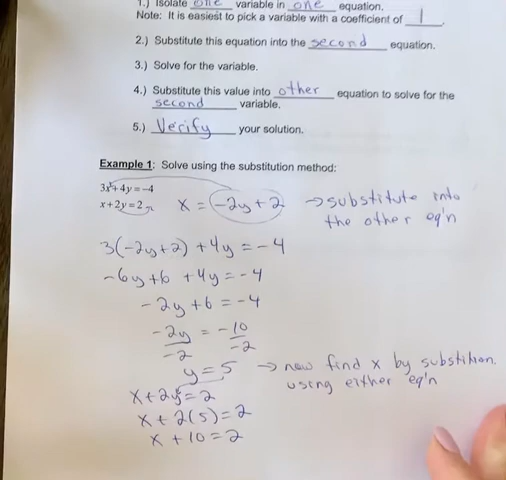 1.) Isolate one variable in one equation.
Note: It is easiest to pick a variable with a coefficient of 1.
2.) Substitute this equation into the second equation.
3.) Solve for the variable.
4.) Substitute this value into other equation to solve for the
second variable.
5.) Verify your solution.
Example 1: Solve using the substitution method:
3x+4y=-4
x+2y=2 x = -2y+2 → substitute into
the other eq'n
3(-2y+2) +4y = -4
-6y+6 +4y = -4
-2y+6 = -4
-2y = -10
-2 -2
y = 5 → now find x by substition.
using either eq'n
x+2y=2
x+2(5)=2
x+10=2